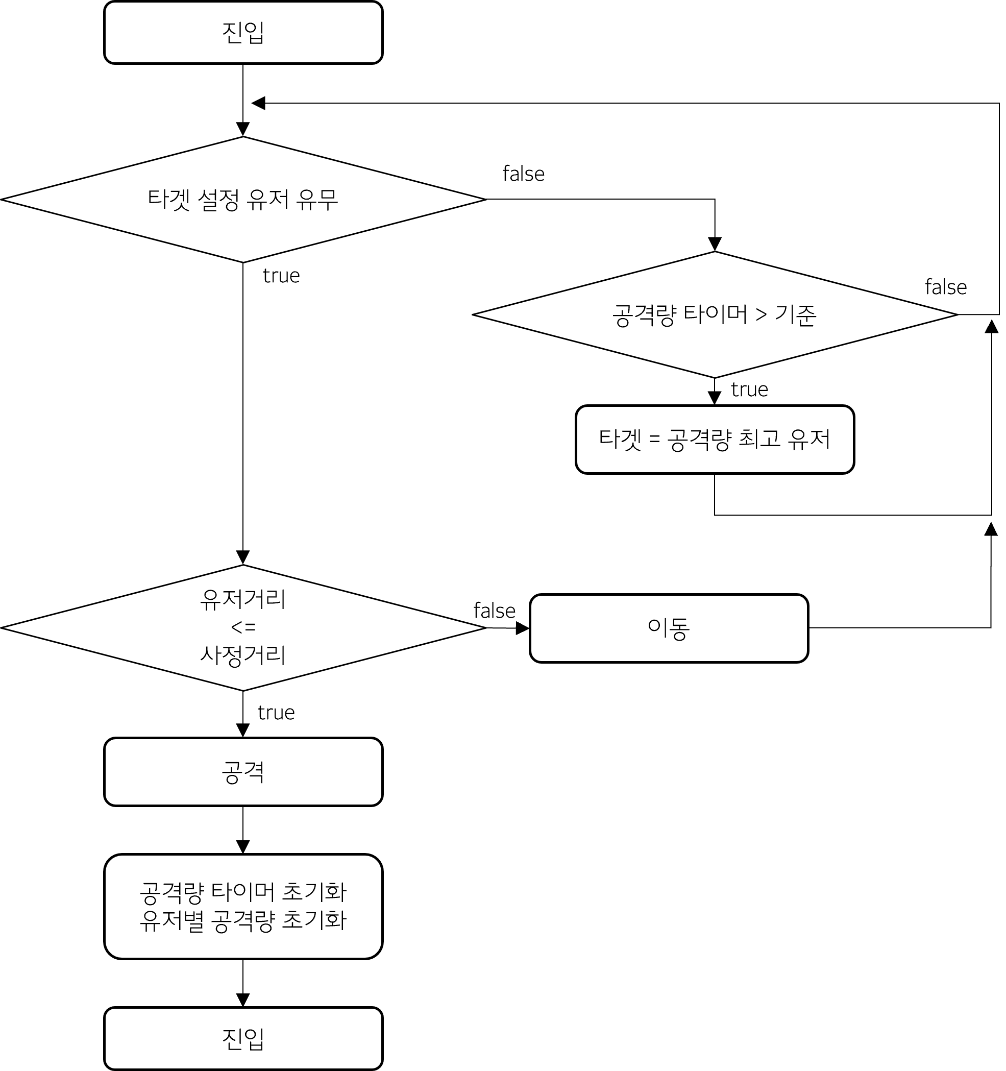 진입
false
타겟 설정 유저 유무
true
false
공격량 타이머 > 기준
true
타겟 = 공격량 최고 유저
유저거리
<=
사정거리
false
이동
true
공격
공격량 타이머 초기화
유저별 공격량 초기화
진입